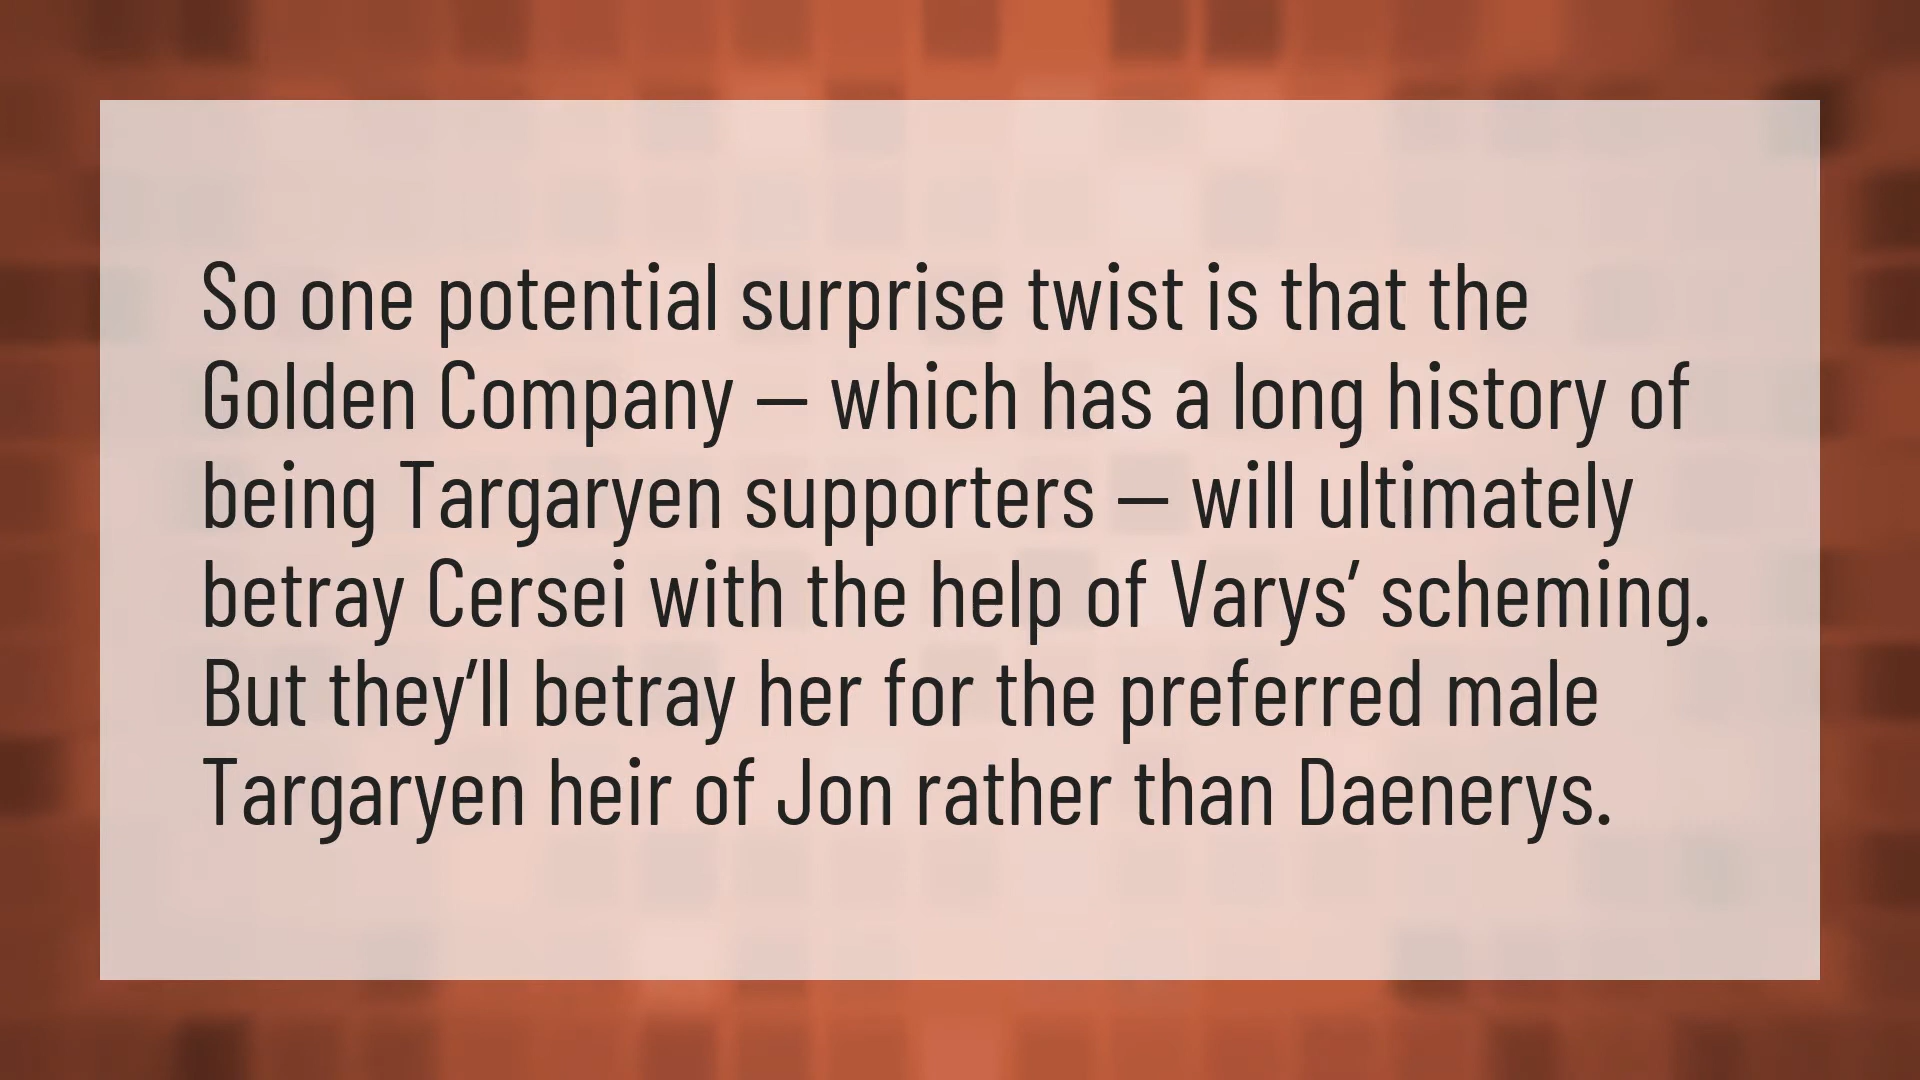 So one potential surprise twist is that the
Golden Company — which has a long history of
being Targaryen supporters — will ultimately
betray Cersei with the help of Varys’ scheming.
But they’ll betray her for the preferred male
Targaryen heir of Jon rather than Daenerys.